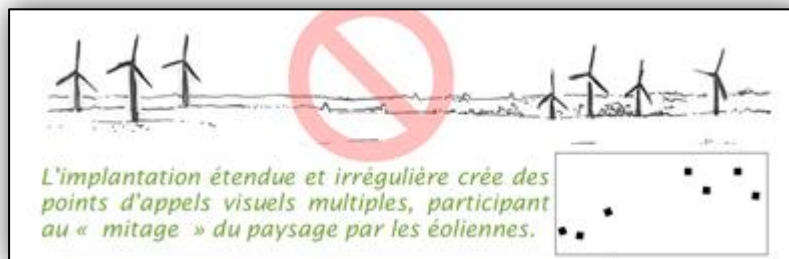 L'implantation étendue et irrégulière crée des
points d'appels visuels multiples, participant
au « mitage » du paysage par les éoliennes.